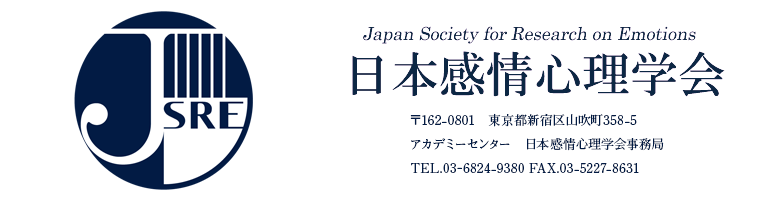 JSRE
Japan Society for Research on Emotions
日本感情心理学会
〒162-0801　東京都新宿区山吹町358-5
アカデミーセンター　日本感情心理学会事務局
TEL.03-6824-9380 FAX.03-5227-8631